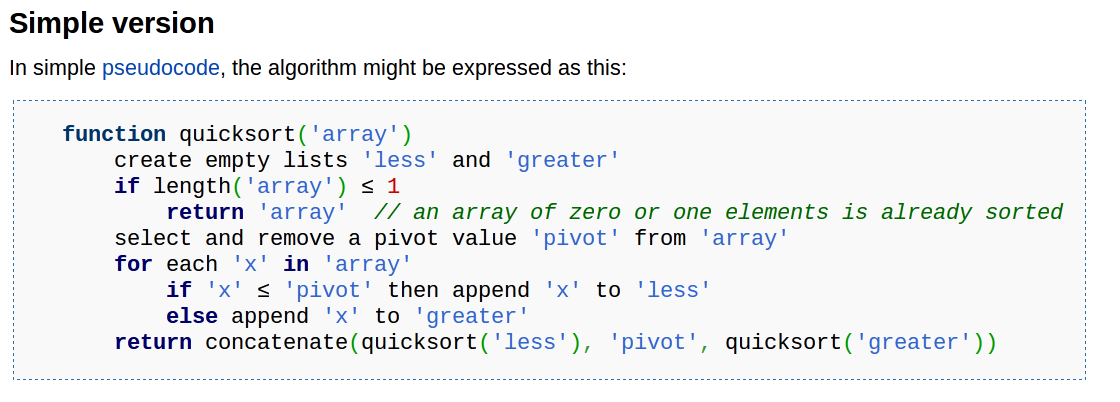 Simple version
In simple pseudocode, the algorithm might be expressed as this:
function quicksort('array')
    create empty lists 'less' and 'greater'
    if length('array') ≤ 1
        return 'array'  // an array of zero or one elements is already sorted
    select and remove a pivot value 'pivot' from 'array'
    for each 'x' in 'array'
        if 'x' ≤ 'pivot' then append 'x' to 'less'
        else append 'x' to 'greater'
    return concatenate(quicksort('less'), 'pivot', quicksort('greater'))